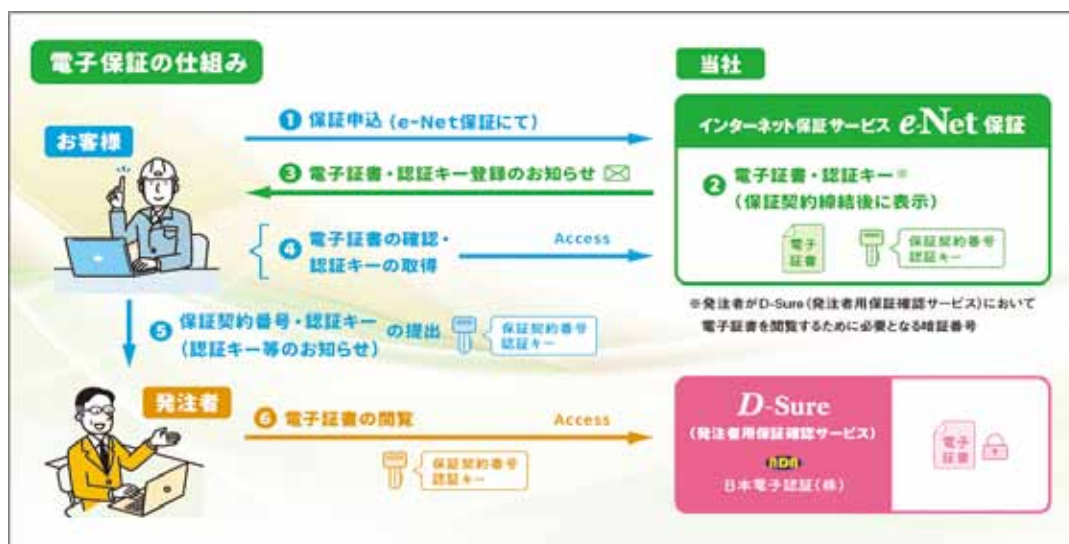 電子保証の仕組み
当社
お客様
❶ 保証申込 (e-Net保証にて)
インターネット保証サービス e-Net 保証
❷ 電子証書・認証キー※
(保証契約締結後に表示)
電子
証書
保証契約番号
認証キー
❸ 電子証書・認証キー登録のお知らせ
❹ 電子証書の確認・
認証キーの取得
Access
※発注者がD-Sure(発注者用保証確認サービス)において
電子証書を閲覧するために必要となる暗証番号
❺ 保証契約番号・認証キー
(認証キー等のお知らせ)
の提出
保証契約番号
認証キー
発注者
❻ 電子証書の閲覧
Access
保証契約番号
認証キー
D-Sure
(発注者用保証確認サービス)
NDN
日本電子認証(株)
電子
証書